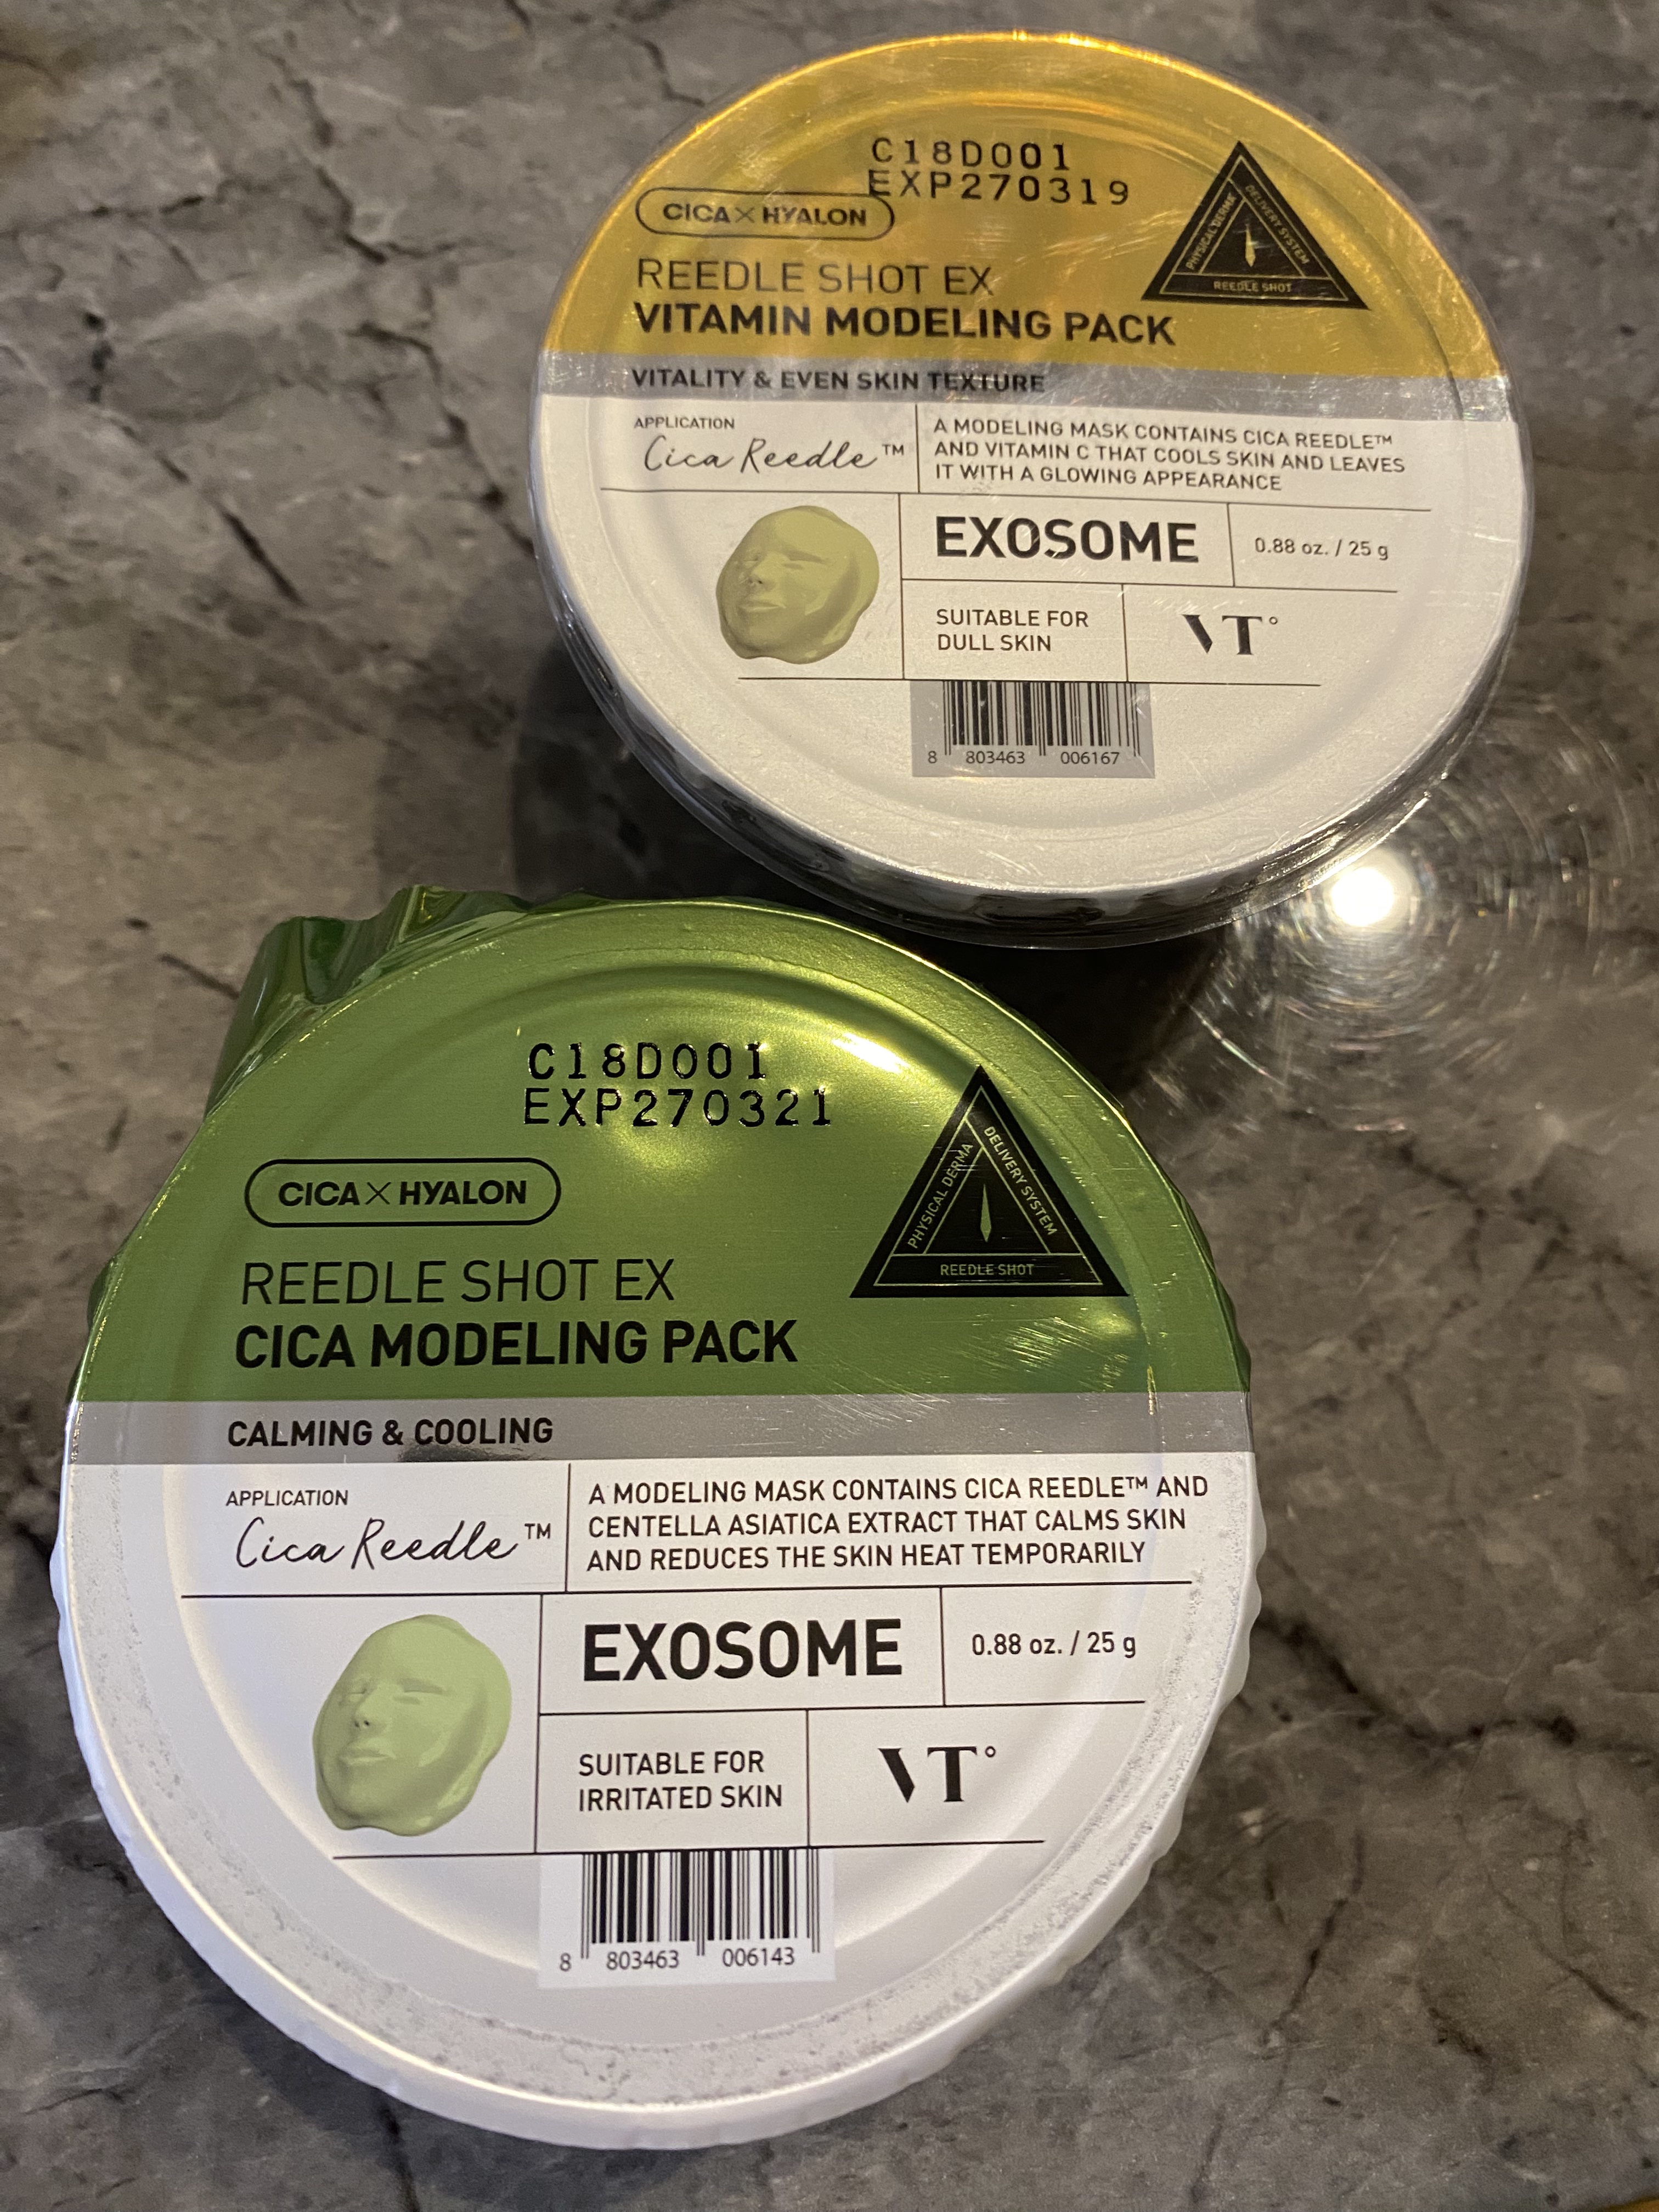 C18D001
EXP270319
CICA×HYALON
REEDLE SHOT EX
VITAMIN MODELING PACK
PHYSICAL DERMA
DELIVERY SYSTEM
REEDLE SHOT
VITALITY & EVEN SKIN TEXTURE
APPLICATION
Cica Reedle™
A MODELING MASK CONTAINS CICA REEDLE™
AND VITAMIN C THAT COOLS SKIN AND LEAVES
IT WITH A GLOWING APPEARANCE
EXOSOME
0.88 oz. / 25 g
SUITABLE FOR
DULL SKIN
VT°
8 803463 006167
C18D001
EXP270321
CICA×HYALON
REEDLE SHOT EX
CICA MODELING PACK
PHYSICAL DERMA
DELIVERY SYSTEM
REEDLE SHOT
CALMING & COOLING
APPLICATION
Cica Reedle™
A MODELING MASK CONTAINS CICA REEDLE™ AND
CENTELLA ASIATICA EXTRACT THAT CALMS SKIN
AND REDUCES THE SKIN HEAT TEMPORARILY
EXOSOME
0.88 oz. / 25 g
SUITABLE FOR
IRRITATED SKIN
VT°
8 803463 006143